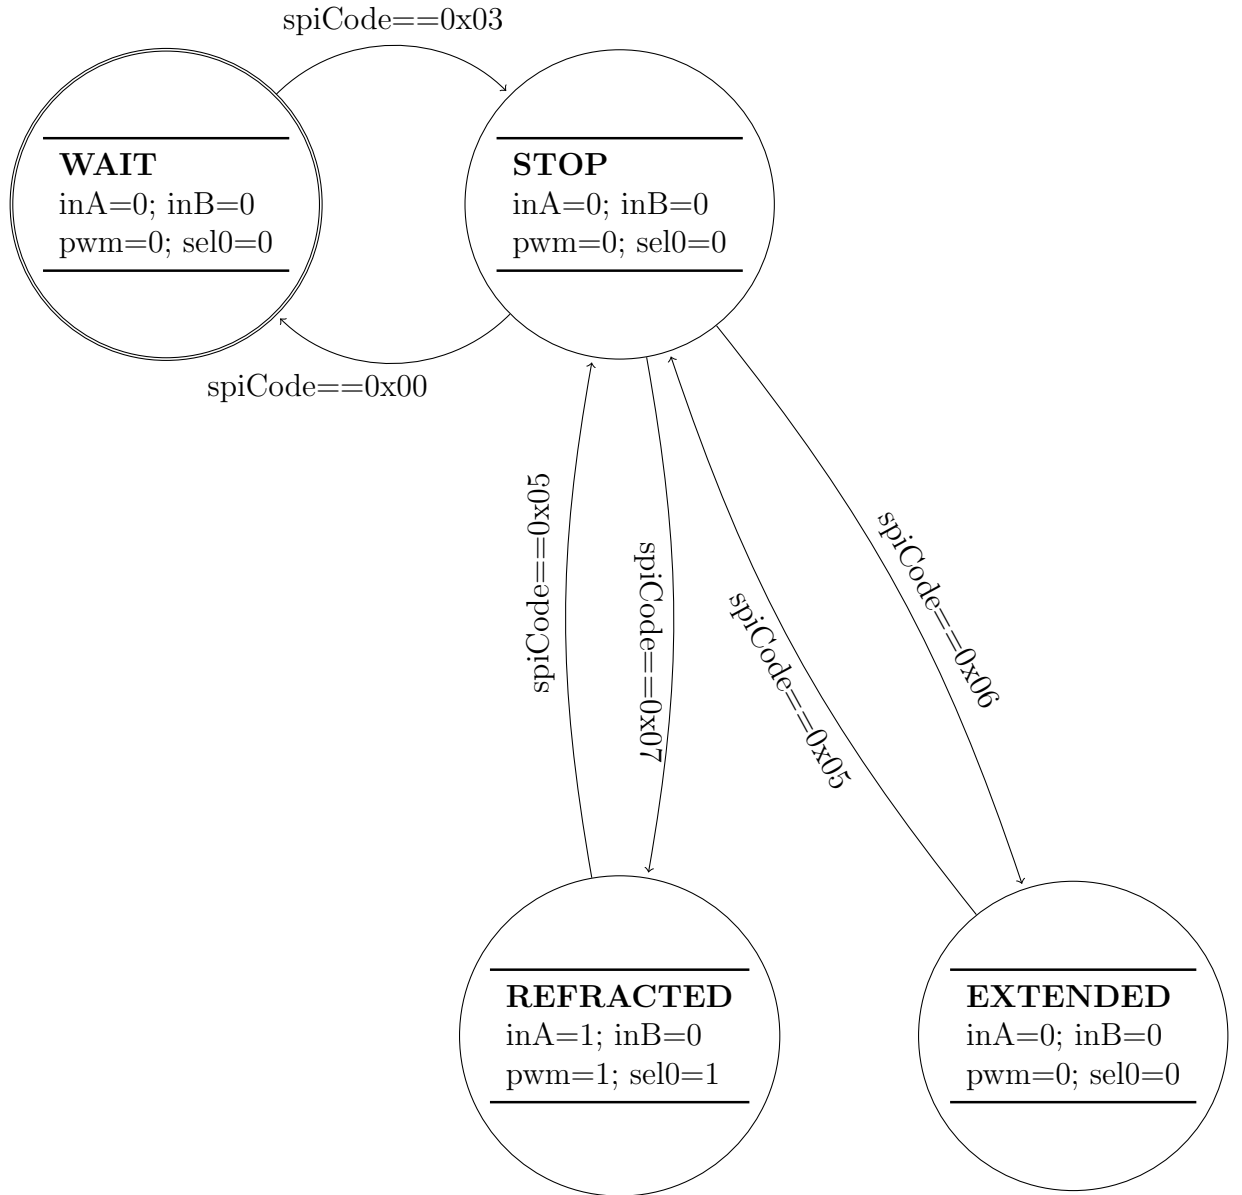 spiCode==0x03
WAIT
inA=0; inB=0
pwm=0; sel0=0
STOP
inA=0; inB=0
pwm=0; sel0=0
spiCode==0x00
spiCode==0x05
spiCode==0x07
spiCode==0x05
spiCode==0x06
REFRACTED
inA=1; inB=0
pwm=1; sel0=1
EXTENDED
inA=0; inB=0
pwm=0; sel0=0